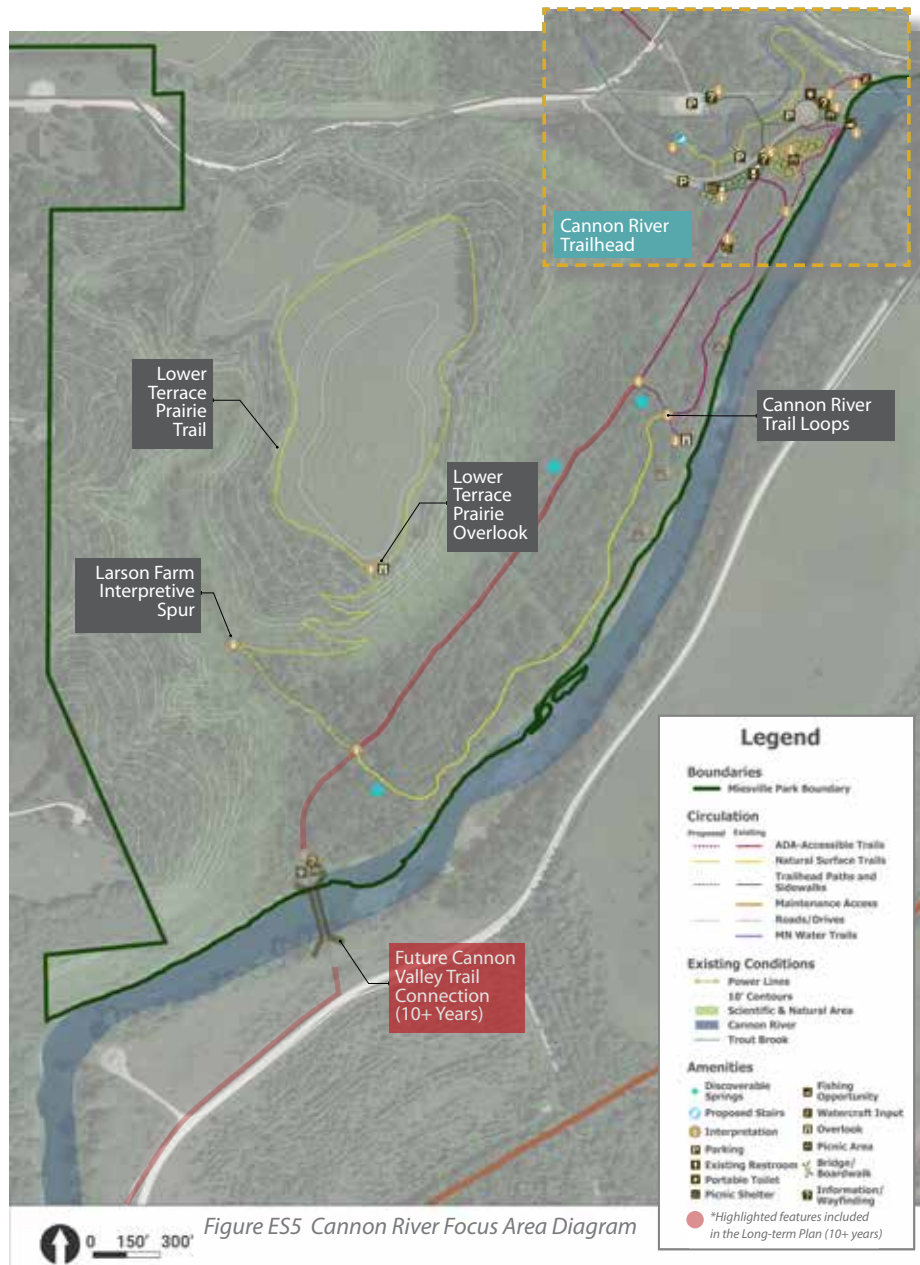 Cannon River
Trailhead
Lower
Terrace
Prairie
Trail
Cannon River
Trail Loops
Lower
Terrace
Prairie
Overlook
Larson Farm
Interpretive
Spur
Future Cannon
Valley Trail
Connection
(10+ Years)
Legend
Boundaries
Miesville Park Boundary
Circulation
Proposed Existing
ADA-Accessible Trails
Natural Surface Trails
Trailhead Paths and
Sidewalks
Maintenance Access
Roads/Drives
MN Water Trails
Existing Conditions
Power Lines
10' Contours
Scientific & Natural Area
Cannon River
Trout Brook
Amenities
Discoverable
Springs
Proposed Stairs
Interpretation
Parking
Existing Restroom
Portable Toilet
Picnic Shelter
Fishing
Opportunity
Watercraft Input
Overlook
Picnic Area
Bridge/
Boardwalk
Information/
Wayfinding
*Highlighted features included
in the Long-term Plan (10+ years)
0 150' 300'
Figure ES5 Cannon River Focus Area Diagram